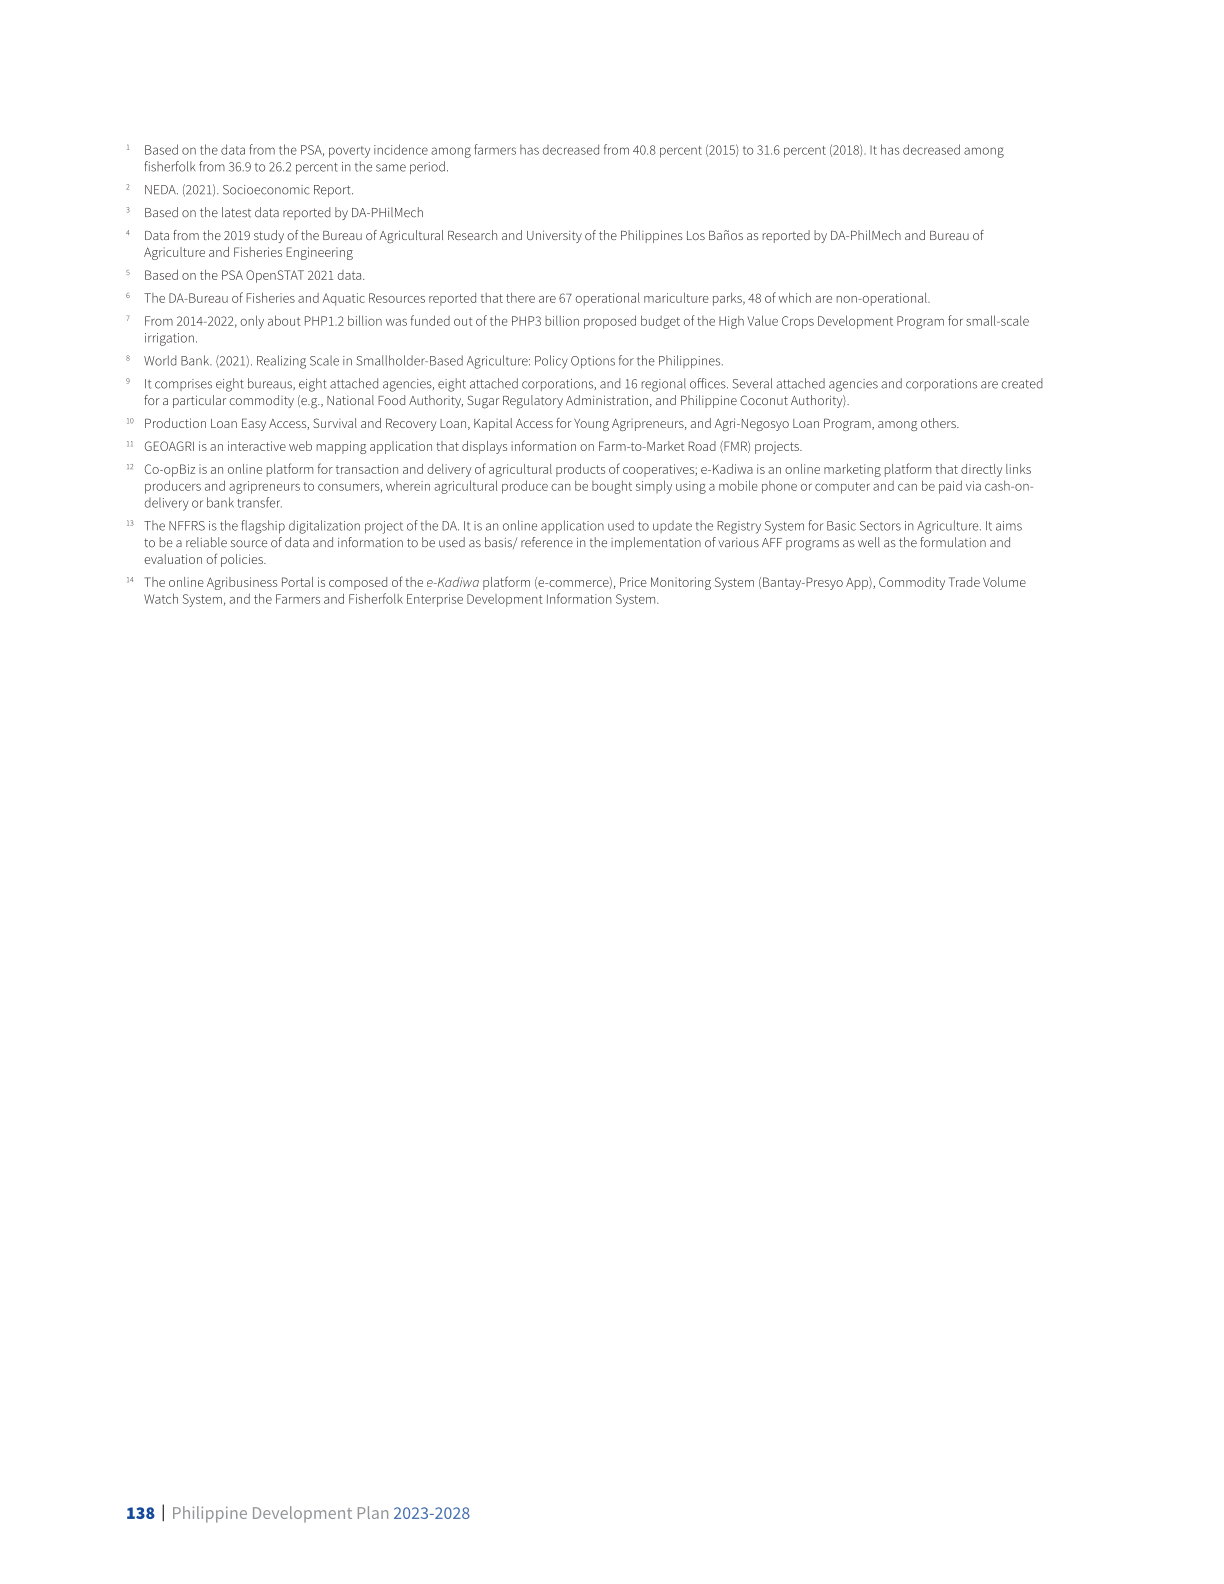 1 Based on the data from the PSA, poverty incidence among farmers has decreased from 40.8 percent (2015) to 31.6 percent (2018). It has decreased among
fisherfolk from 36.9 to 26.2 percent in the same period.
2 NEDA. (2021). Socioeconomic Report.
3 Based on the latest data reported by DA-PHilMech
4 Data from the 2019 study of the Bureau of Agricultural Research and University of the Philippines Los Baños as reported by DA-PhilMech and Bureau of
Agriculture and Fisheries Engineering
5 Based on the PSA OpenSTAT 2021 data.
6 The DA-Bureau of Fisheries and Aquatic Resources reported that there are 67 operational mariculture parks, 48 of which are non-operational.
7 From 2014-2022, only about PHP1.2 billion was funded out of the PHP3 billion proposed budget of the High Value Crops Development Program for small-scale
irrigation.
8 World Bank. (2021). Realizing Scale in Smallholder-Based Agriculture: Policy Options for the Philippines.
9 It comprises eight bureaus, eight attached agencies, eight attached corporations, and 16 regional offices. Several attached agencies and corporations are created
for a particular commodity (e.g., National Food Authority, Sugar Regulatory Administration, and Philippine Coconut Authority).
10 Production Loan Easy Access, Survival and Recovery Loan, Kapital Access for Young Agripreneurs, and Agri-Negosyo Loan Program, among others.
11 GEOAGRI is an interactive web mapping application that displays information on Farm-to-Market Road (FMR) projects.
12 Co-opBiz is an online platform for transaction and delivery of agricultural products of cooperatives; e-Kadiwa is an online marketing platform that directly links
producers and agripreneurs to consumers, wherein agricultural produce can be bought simply using a mobile phone or computer and can be paid via cash-on-
delivery or bank transfer.
13 The NFFRS is the flagship digitalization project of the DA. It is an online application used to update the Registry System for Basic Sectors in Agriculture. It aims
to be a reliable source of data and information to be used as basis/ reference in the implementation of various AFF programs as well as the formulation and
evaluation of policies.
14 The online Agribusiness Portal is composed of the e-Kadiwa platform (e-commerce), Price Monitoring System (Bantay-Presyo App), Commodity Trade Volume
Watch System, and the Farmers and Fisherfolk Enterprise Development Information System.
138 | Philippine Development Plan 2023-2028